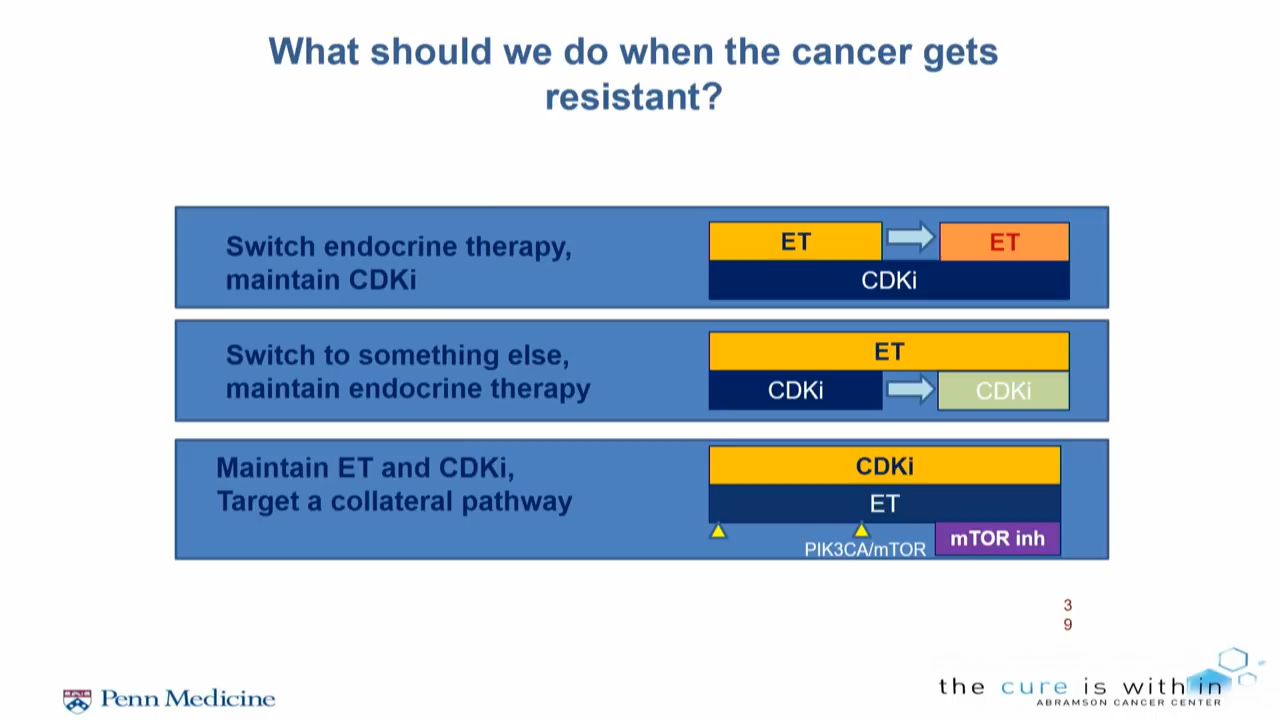 What should we do when the cancer gets
resistant?
Switch endocrine therapy,
maintain CDKi
ET
ET
CDKi
Switch to something else,
maintain endocrine therapy
ET
CDKi
CDKi
Maintain ET and CDKi,
Target a collateral pathway
CDKi
ET
PIK3CA/mTOR
mTOR inh
3
9
Penn Medicine
the cure is within
ABRAMSON CANCER CENTER